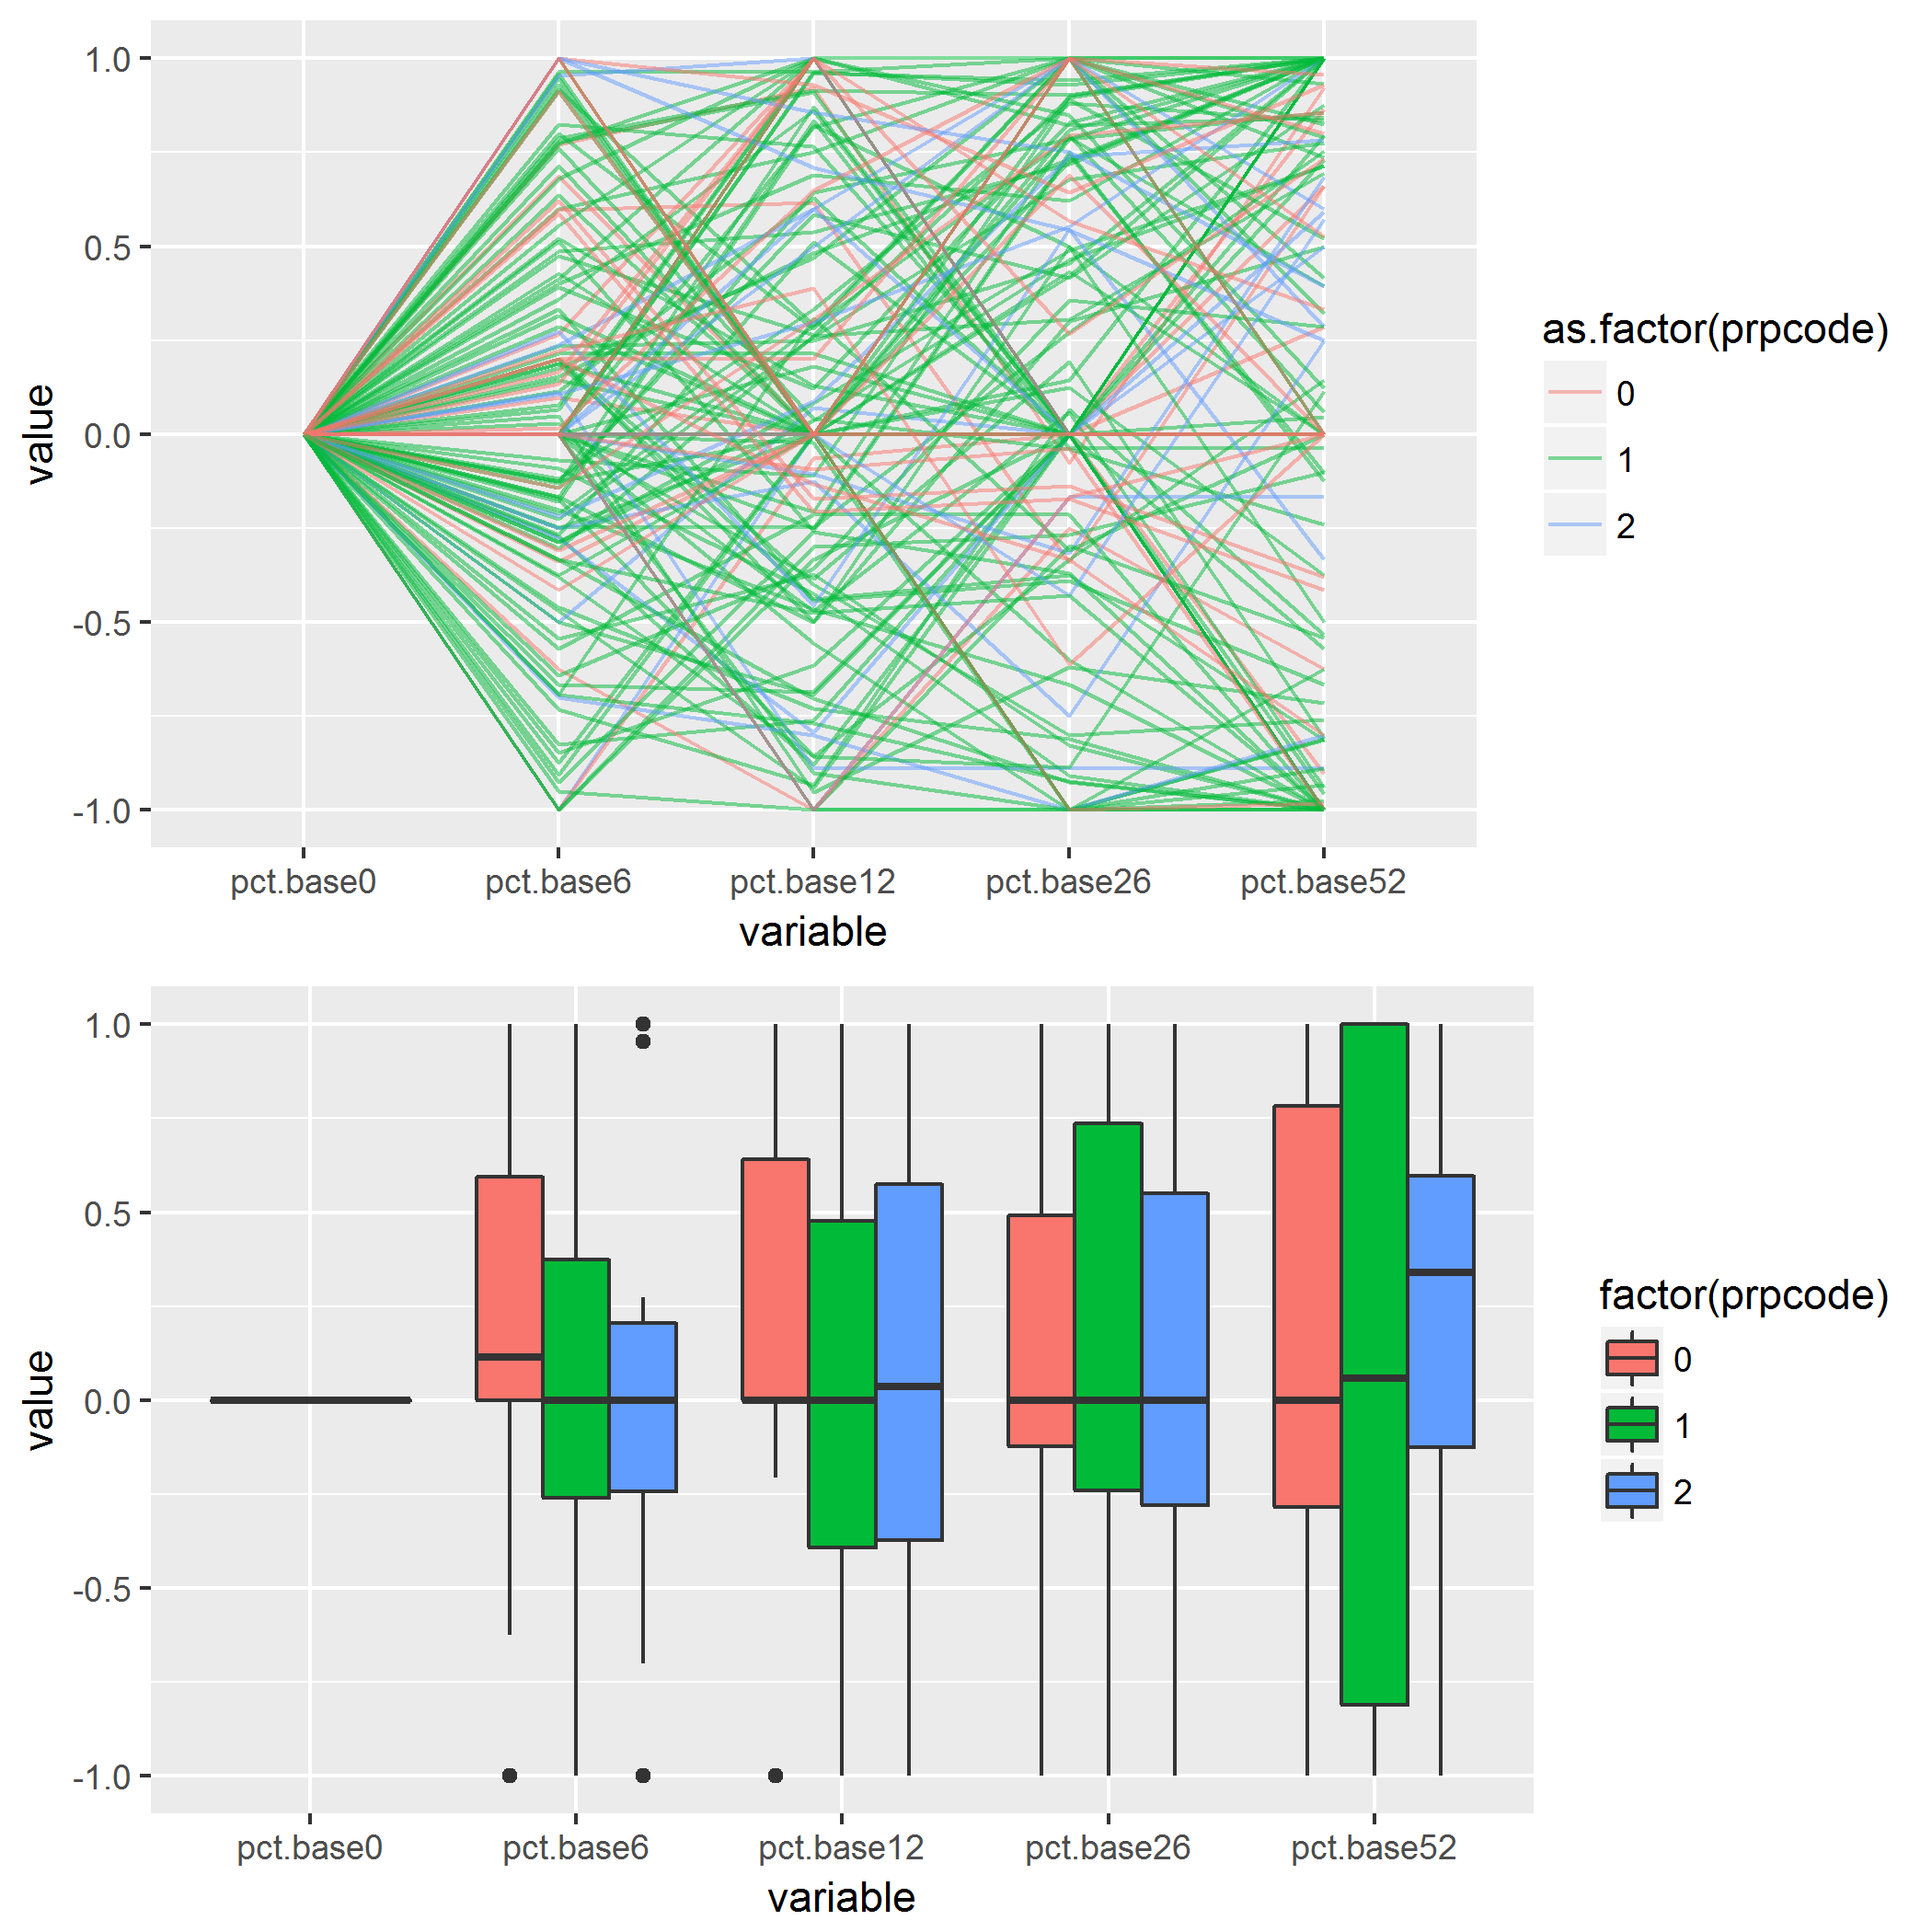 1.0
0.5
0.0
-0.5
-1.0
value
pct.base0 pct.base6 pct.base12 pct.base26 pct.base52
variable
as.factor(prpcode)
0
1
2
1.0
0.5
0.0
-0.5
-1.0
value
pct.base0 pct.base6 pct.base12 pct.base26 pct.base52
variable
factor(prpcode)
0
1
2